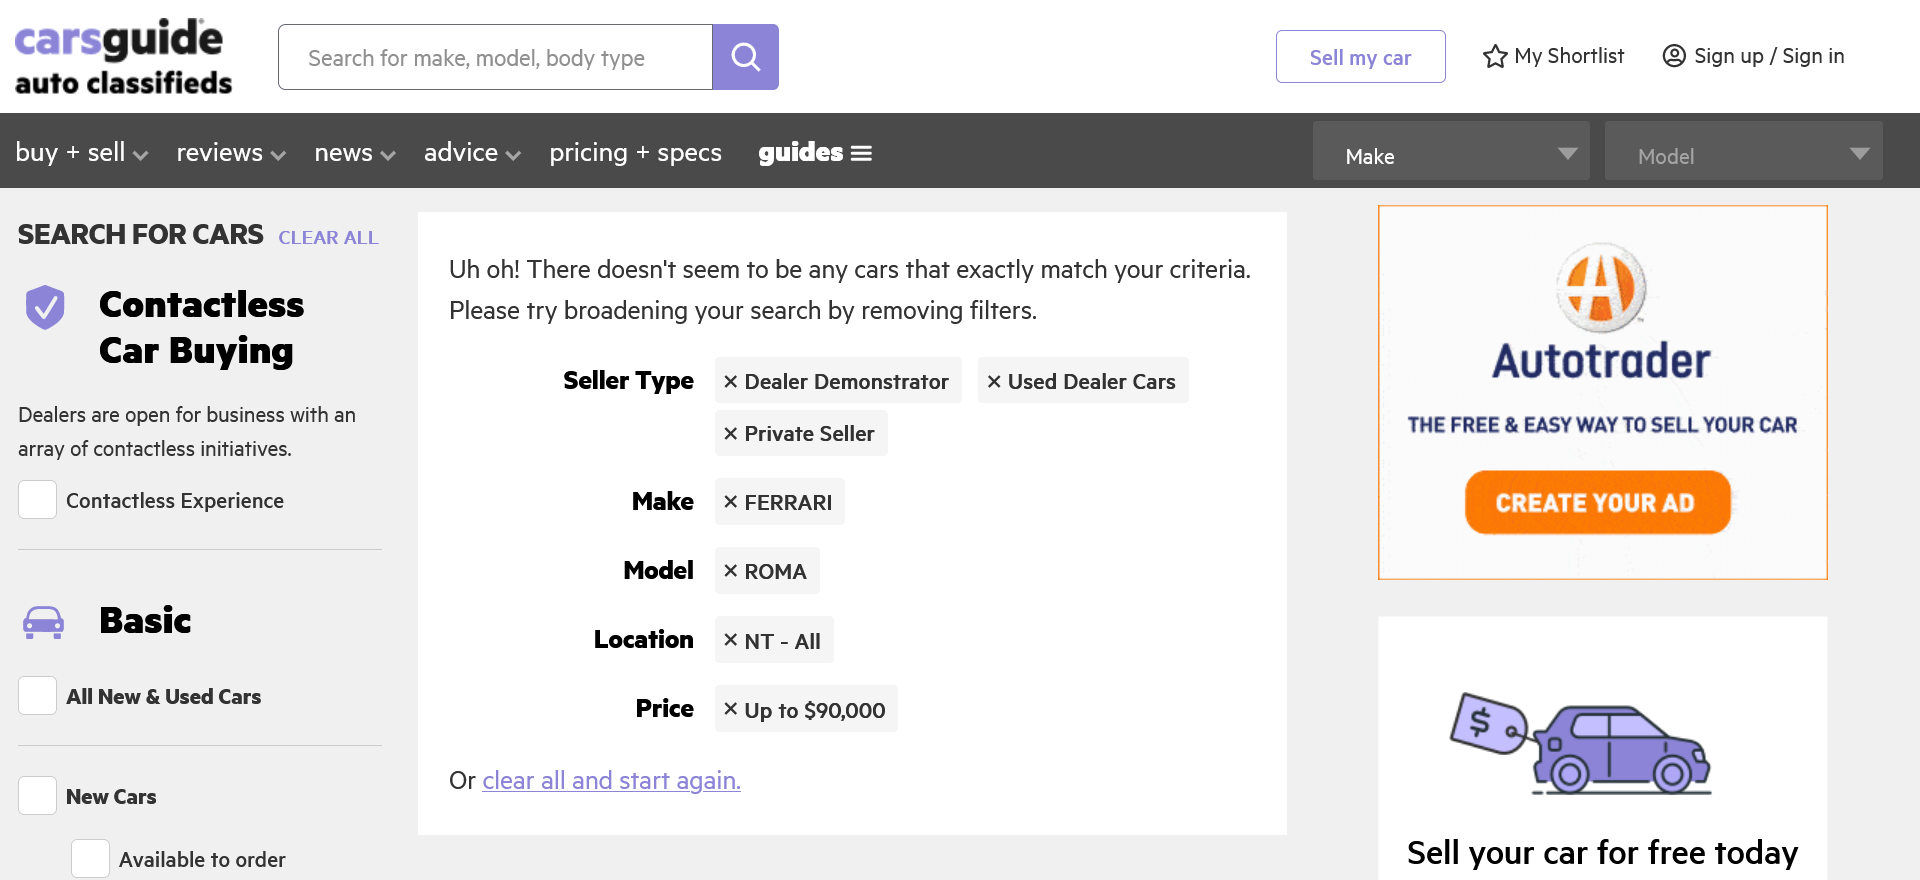 carsguide
auto classifieds
Search for make, model, body type
Sell my car
My Shortlist
Sign up / Sign in
buy + sell
reviews
news
advice
pricing + specs
guides
Make
Model
SEARCH FOR CARS CLEAR ALL
Contactless
Car Buying
Dealers are open for business with an
array of contactless initiatives.
Contactless Experience
Basic
All New & Used Cars
New Cars
Available to order
Uh oh! There doesn't seem to be any cars that exactly match your criteria.
Please try broadening your search by removing filters.
Seller Type × Dealer Demonstrator × Used Dealer Cars
× Private Seller
Make × FERRARI
Model × ROMA
Location × NT - All
Price × Up to $90,000
Or clear all and start again.
Autotrader
THE FREE & EASY WAY TO SELL YOUR CAR
CREATE YOUR AD
$
Sell your car for free today